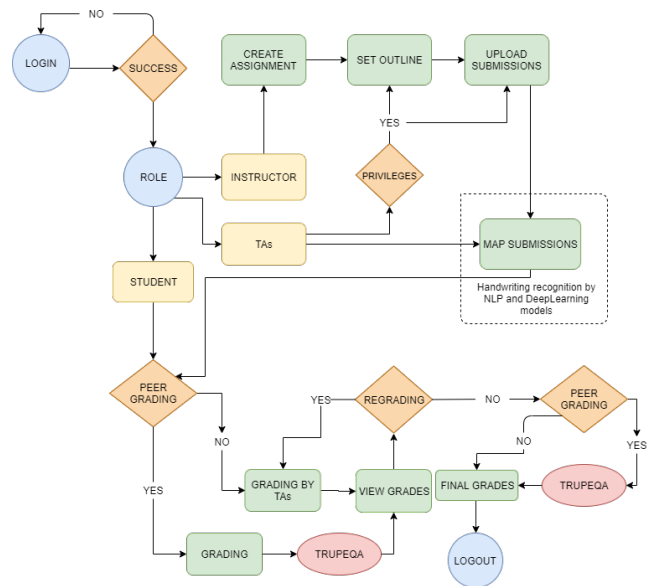 NO
CREATE
ASSIGNMENT
SET OUTLINE
UPLOAD
SUBMISSIONS
LOGIN
SUCCESS
YES
ROLE
INSTRUCTOR
PRIVILEGES
TAs
MAP SUBMISSIONS
STUDENT
Handwriting recognition by
NLP and DeepLearning
models
PEER
GRADING
YES
REGRADING
NO
PEER
GRADING
NO
NO
YES
YES
GRADING BY
TAs
VIEW GRADES
FINAL GRADES
TRUPEQA
GRADING
TRUPEQA
LOGOUT